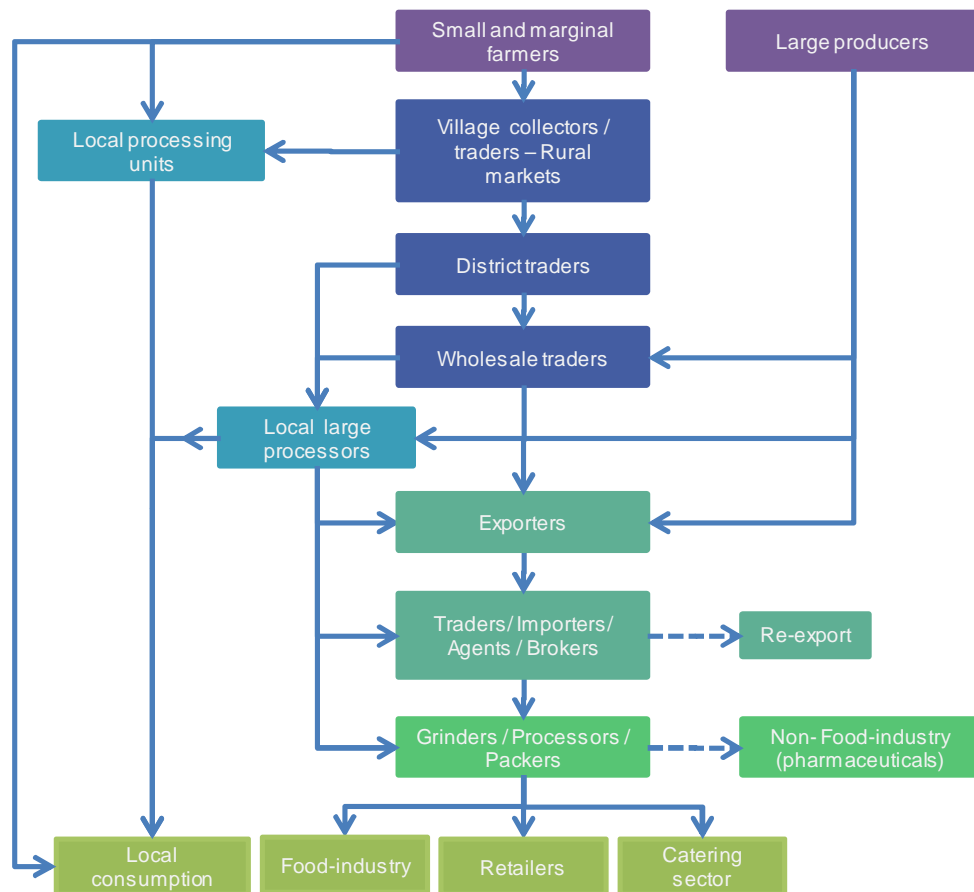 Small and marginal
farmers
Large producers
Local processing
units
Village collectors /
traders – Rural
markets
District traders
Wholesale traders
Local large
processors
Exporters
Traders / Importers /
Agents / Brokers
Re-export
Grinders / Processors /
Packers
Non- Food-industry
(pharmaceuticals)
Local
consumption
Food-industry
Retailers
Catering
sector